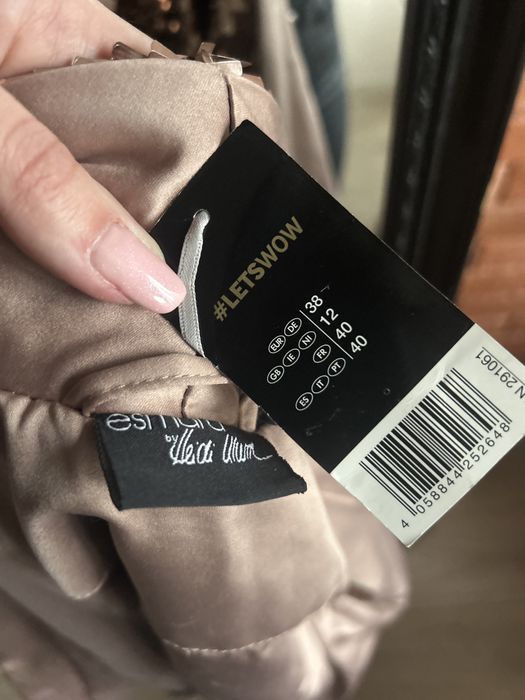 #LETSWOW
EUR DE 38
GB IE NI 12
FR 40
ES IT PT 40
N 291061
4 058844 252648
esmara
by Heidi Klum